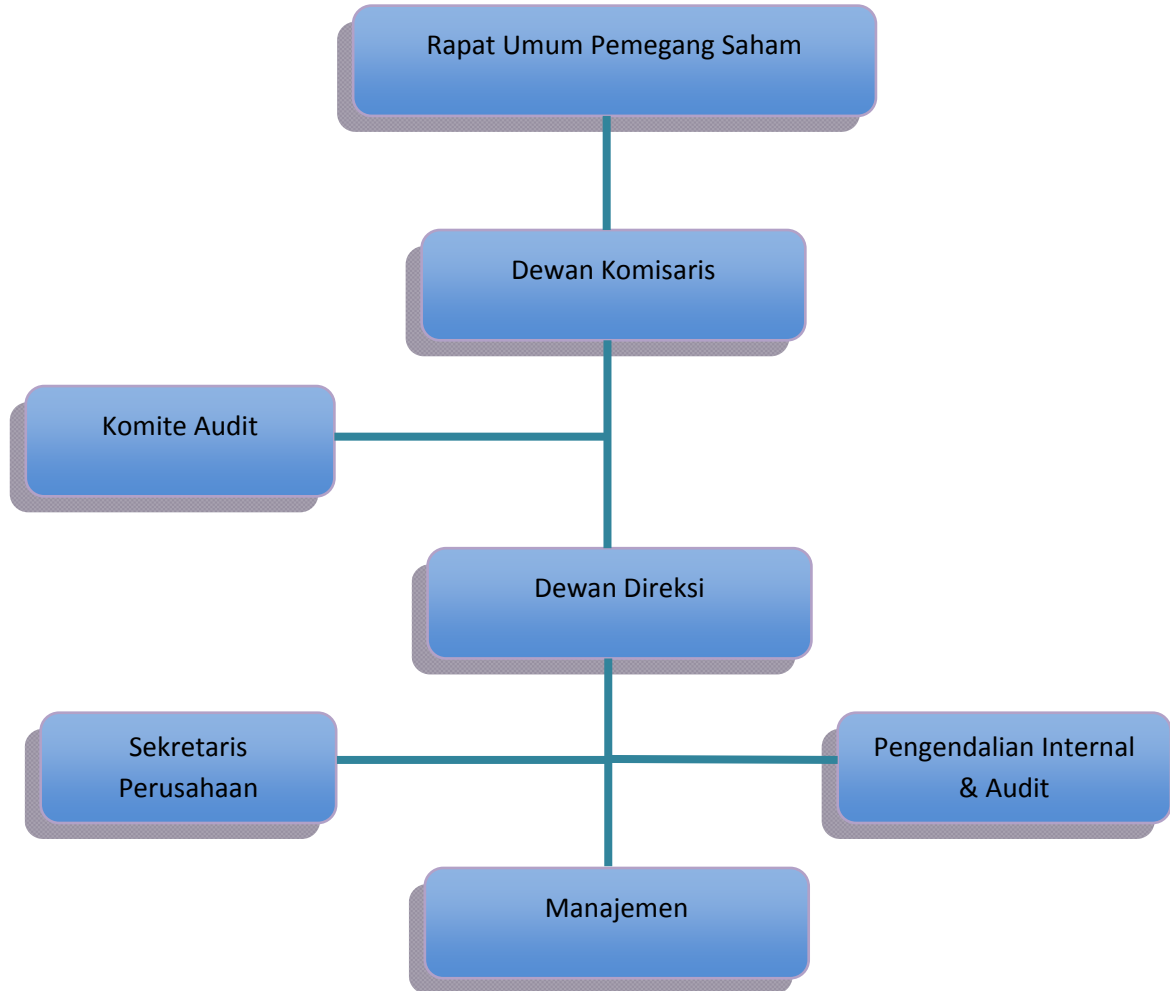 Rapat Umum Pemegang Saham
Dewan Komisaris
Komite Audit
Dewan Direksi
Sekretaris
Perusahaan
Pengendalian Internal
& Audit
Manajemen